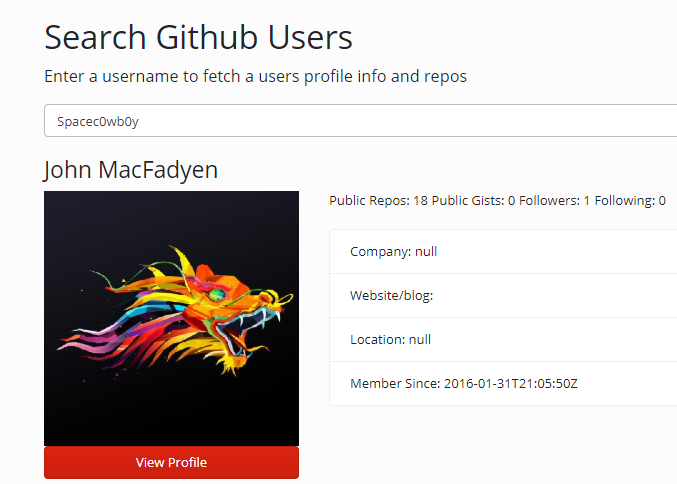 Search Github Users
Enter a username to fetch a users profile info and repos
Spacec0wb0y
John MacFadyen
Public Repos: 18 Public Gists: 0 Followers: 1 Following: 0
Company: null
Website/blog:
Location: null
Member Since: 2016-01-31T21:05:50Z
View Profile